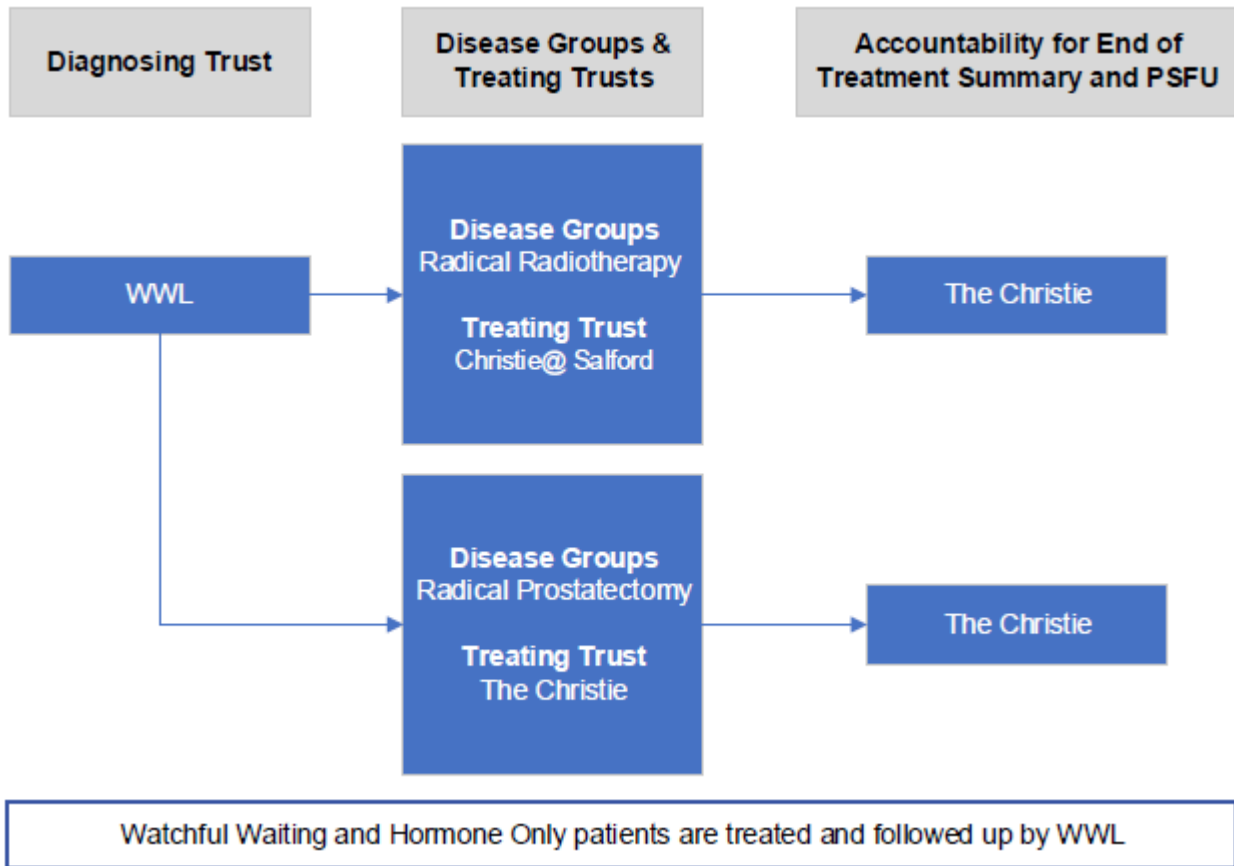 Diagnosing Trust
Disease Groups &
Treating Trusts
Accountability for End of
Treatment Summary and PSFU
WWL
Disease Groups
Radical Radiotherapy
Treating Trust
Christie@ Salford
The Christie
Disease Groups
Radical Prostatectomy
Treating Trust
The Christie
The Christie
Watchful Waiting and Hormone Only patients are treated and followed up by WWL